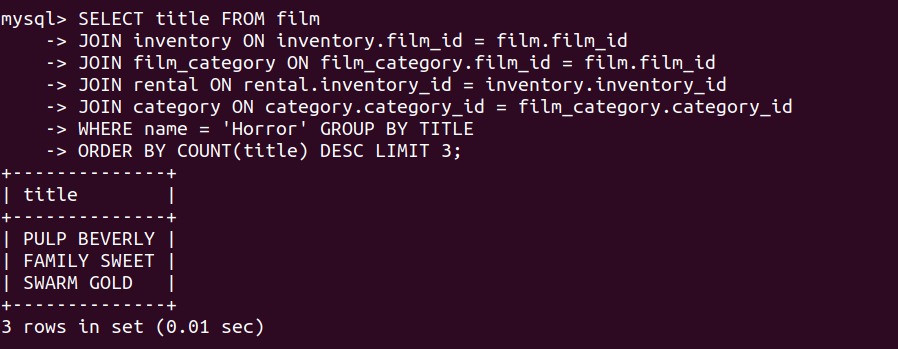 mysql> SELECT title FROM film
    -> JOIN inventory ON inventory.film_id = film.film_id
    -> JOIN film_category ON film_category.film_id = film.film_id
    -> JOIN rental ON rental.inventory_id = inventory.inventory_id
    -> JOIN category ON category.category_id = film_category.category_id
    -> WHERE name = 'Horror' GROUP BY TITLE
    -> ORDER BY COUNT(title) DESC LIMIT 3;
+--------------+
| title        |
+--------------+
| PULP BEVERLY |
| FAMILY SWEET |
| SWARM GOLD   |
+--------------+
3 rows in set (0.01 sec)